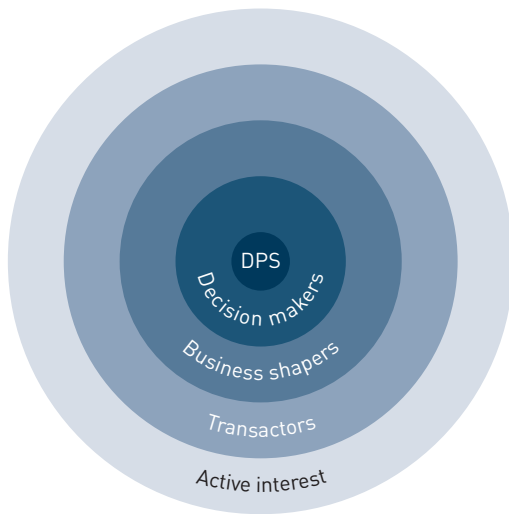 DPS
Decision makers
Business shapers
Transactors
Active interest